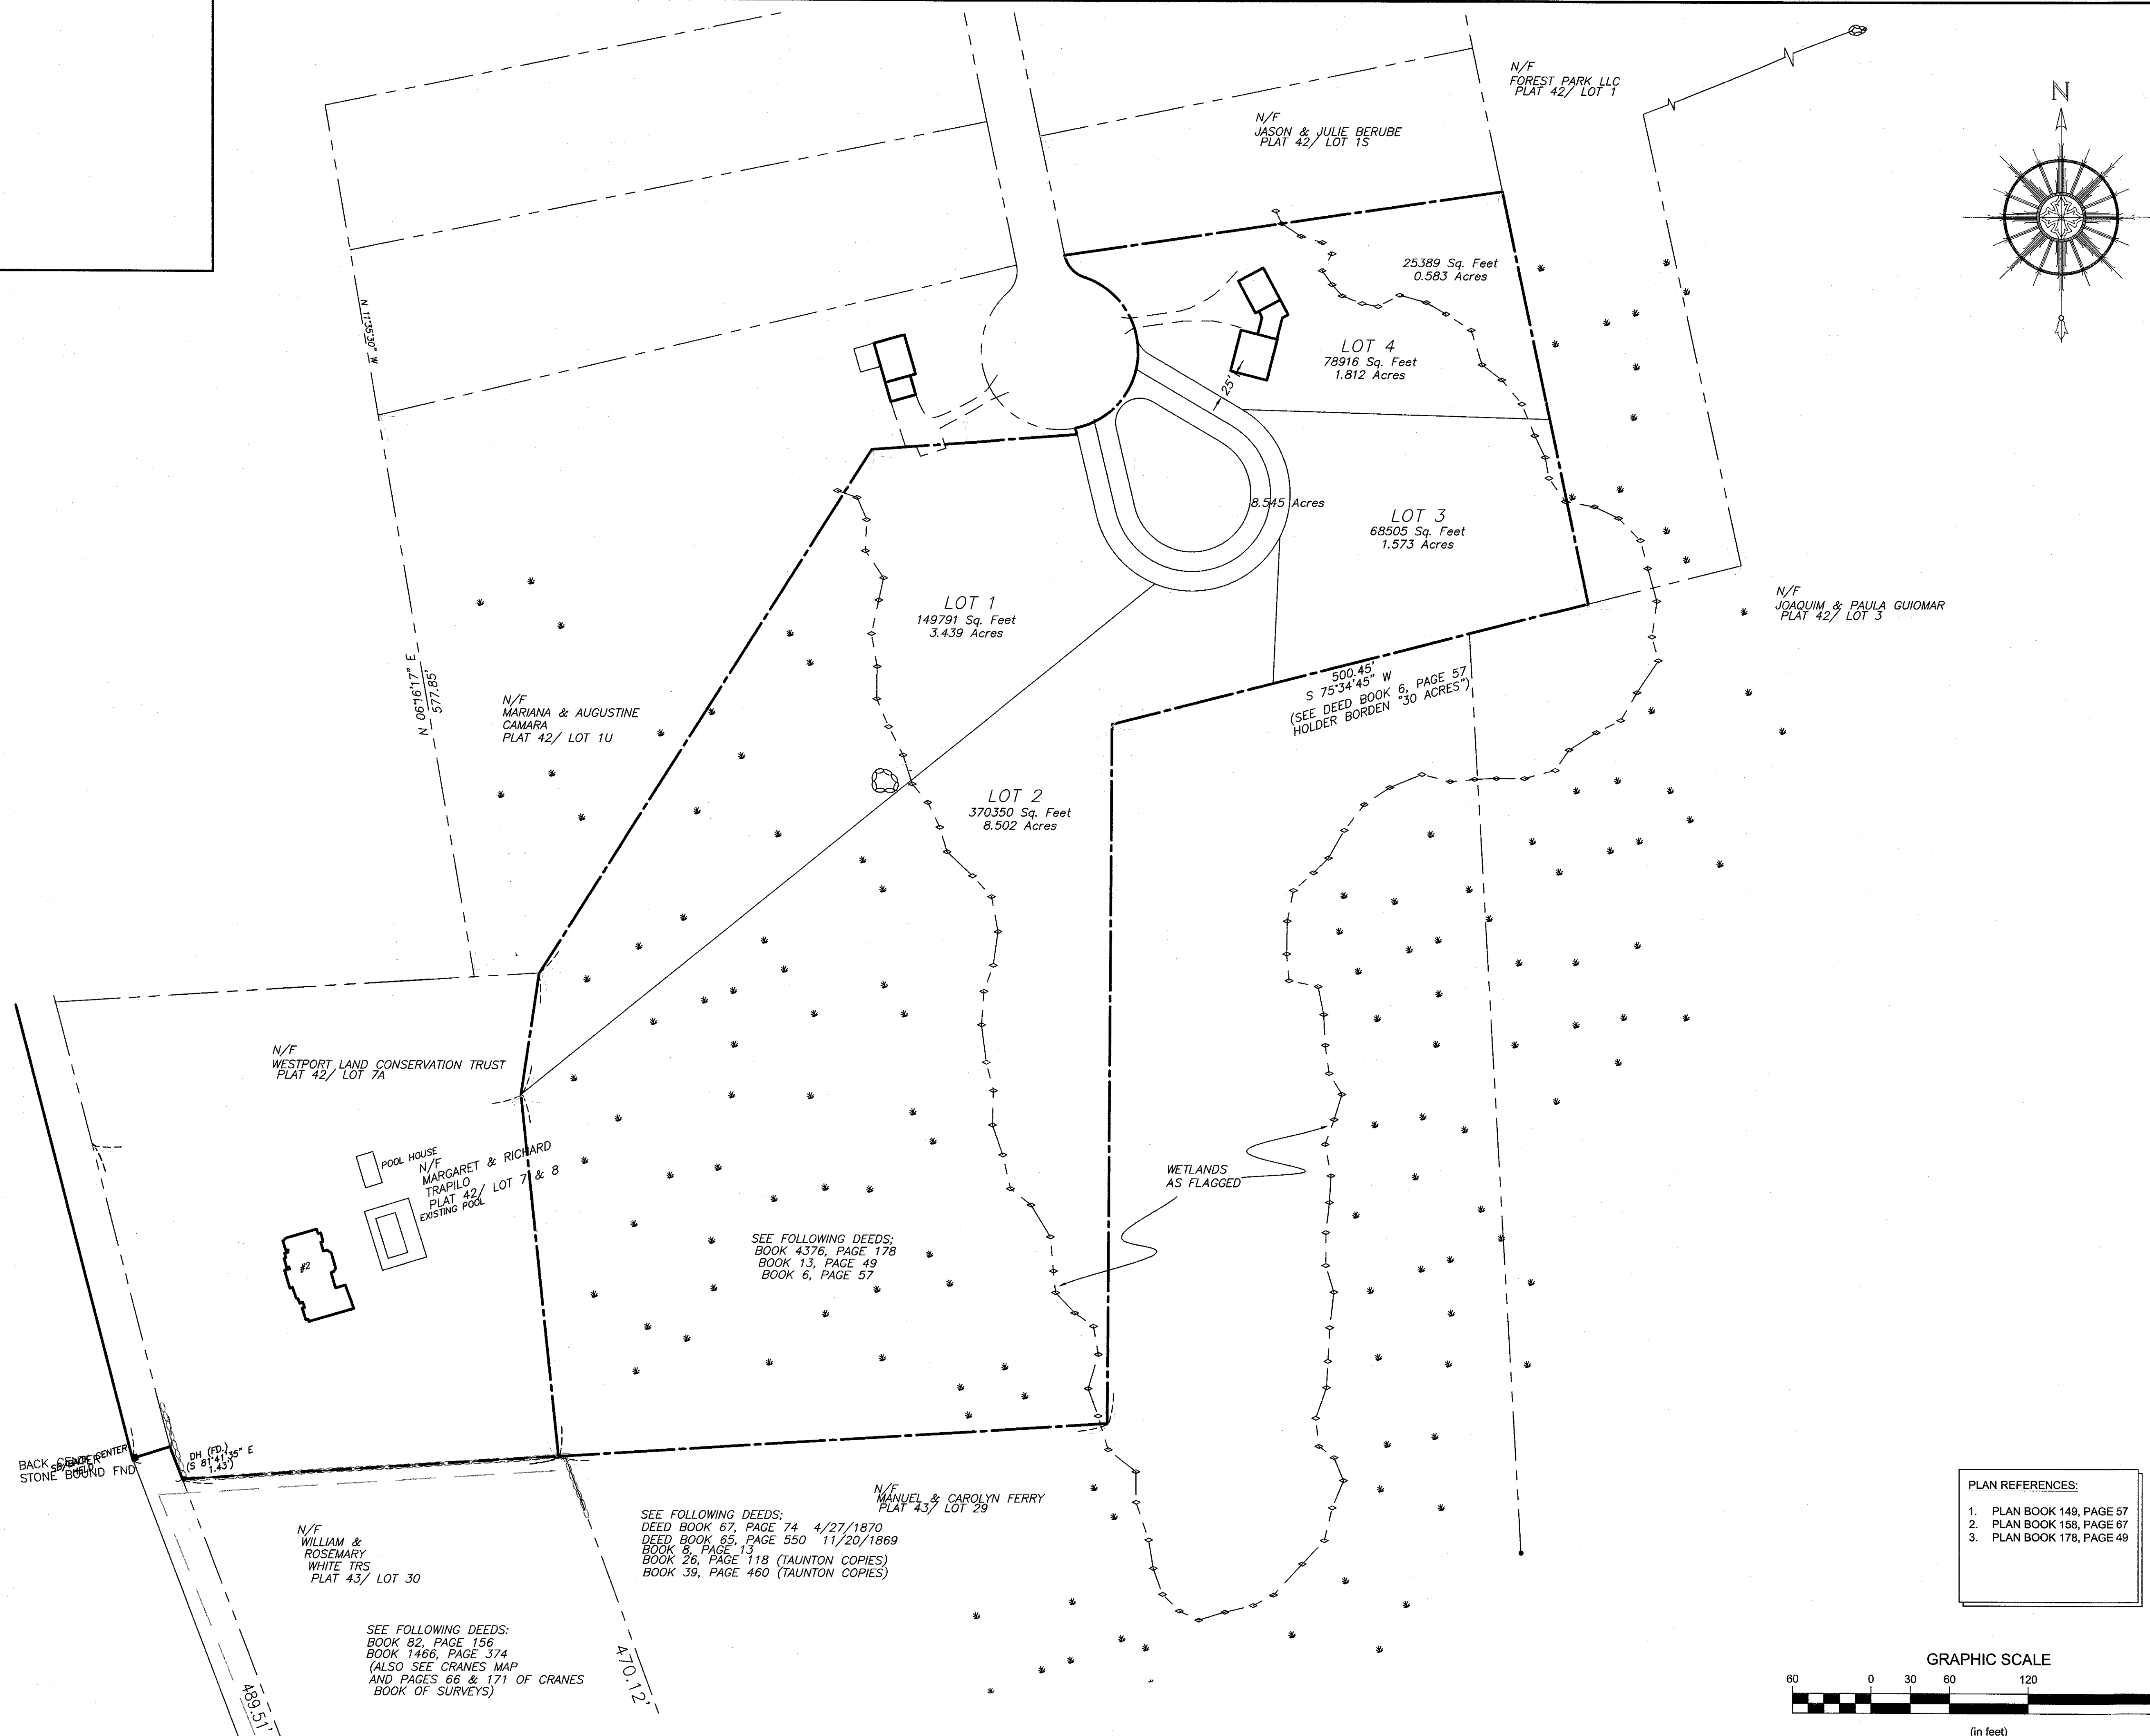 N/F
FOREST PARK LLC
PLAT 42/ LOT 1
N
N/F
JASON & JULIE BERUBE
PLAT 42/ LOT 1S
25389 Sq. Feet
0.583 Acres
N 11°35'30" W
LOT 4
78916 Sq. Feet
1.812 Acres
25'
8.545 Acres
LOT 3
68505 Sq. Feet
1.573 Acres
LOT 1
149791 Sq. Feet
3.439 Acres
N/F
JOAQUIM & PAULA GUIOMAR
PLAT 42/ LOT 3
N 06°16'17" E
577.85'
N/F
MARIANA & AUGUSTINE
CAMARA
PLAT 42/ LOT 1U
500.45'
S 75°34'45" W
(SEE DEED BOOK 6, PAGE 57
HOLDER BORDEN "30 ACRES")
LOT 2
370350 Sq. Feet
8.502 Acres
N/F
WESTPORT LAND CONSERVATION TRUST
PLAT 42/ LOT 7A
POOL HOUSE
N/F
MARGARET & RICHARD
TRAPILO
PLAT 42/ LOT 7 & 8
EXISTING POOL
#2
WETLANDS
AS FLAGGED
SEE FOLLOWING DEEDS;
BOOK 4376, PAGE 178
BOOK 13, PAGE 49
BOOK 6, PAGE 57
BACK CENTER
STONE BOUND FND
CENTER
HELD
DH (FD.)
(S 81°41'35" E
1.43')
N/F
MANUEL & CAROLYN FERRY
PLAT 43/ LOT 29
SEE FOLLOWING DEEDS;
DEED BOOK 67, PAGE 74 4/27/1870
DEED BOOK 65, PAGE 550 11/20/1869
BOOK 8, PAGE 13
BOOK 26, PAGE 118 (TAUNTON COPIES)
BOOK 39, PAGE 460 (TAUNTON COPIES)
N/F
WILLIAM &
ROSEMARY
WHITE TRS
PLAT 43/ LOT 30
SEE FOLLOWING DEEDS:
BOOK 82, PAGE 156
BOOK 1466, PAGE 374
(ALSO SEE CRANES MAP
AND PAGES 66 & 171 OF CRANES
BOOK OF SURVEYS)
489.51'
470.12'
PLAN REFERENCES:
1. PLAN BOOK 149, PAGE 57
2. PLAN BOOK 158, PAGE 67
3. PLAN BOOK 178, PAGE 49
GRAPHIC SCALE
60 0 30 60 120
(in feet)